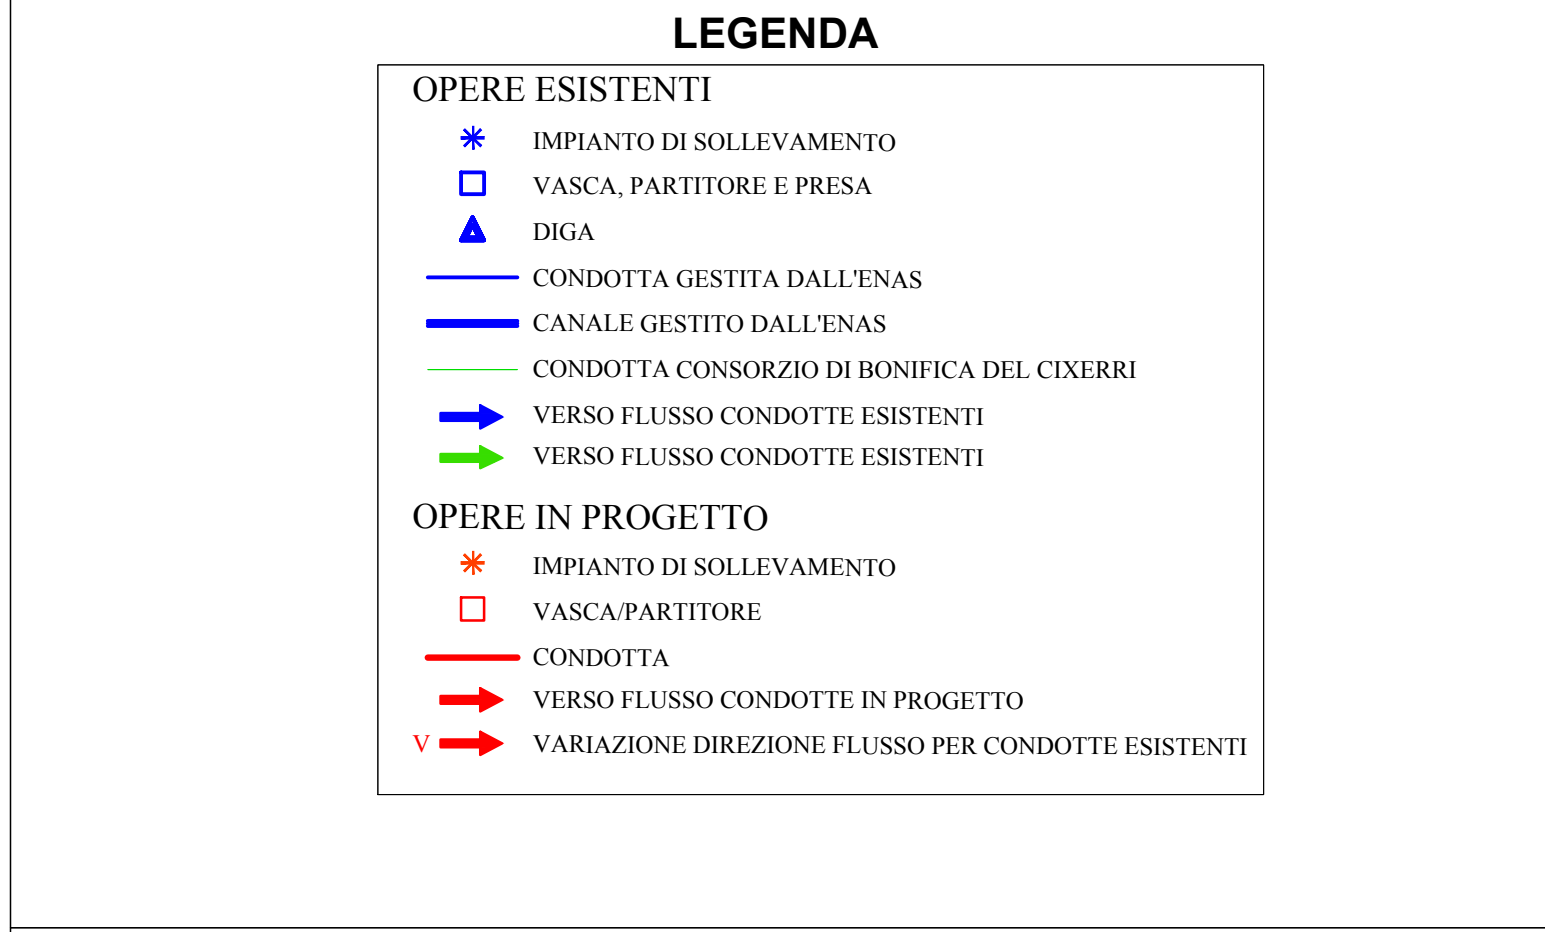 LEGENDA
OPERE ESISTENTI
IMPIANTO DI SOLLEVAMENTO
VASCA, PARTITORE E PRESA
DIGA
CONDOTTA GESTITA DALL'ENAS
CANALE GESTITO DALL'ENAS
CONDOTTA CONSORZIO DI BONIFICA DEL CIXERRI
VERSO FLUSSO CONDOTTE ESISTENTI
VERSO FLUSSO CONDOTTE ESISTENTI
OPERE IN PROGETTO
IMPIANTO DI SOLLEVAMENTO
VASCA/PARTITORE
CONDOTTA
VERSO FLUSSO CONDOTTE IN PROGETTO
V VARIAZIONE DIREZIONE FLUSSO PER CONDOTTE ESISTENTI